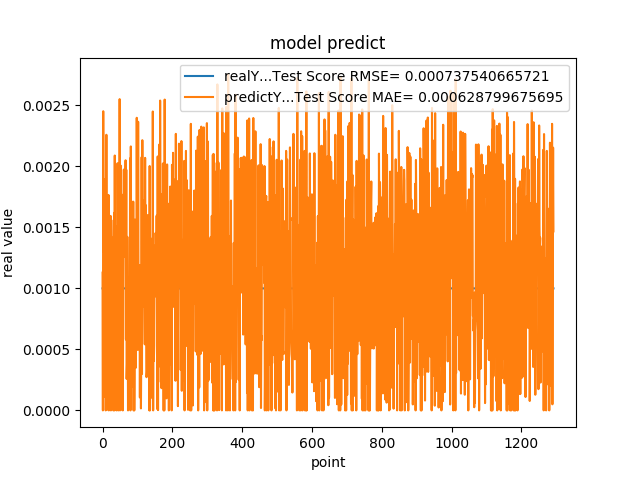 model predict
realY...Test Score RMSE= 0.000737540665721
predictY...Test Score MAE= 0.000628799675695
0.0025
0.0020
0.0015
0.0010
0.0005
0.0000
real value
0 200 400 600 800 1000 1200
point